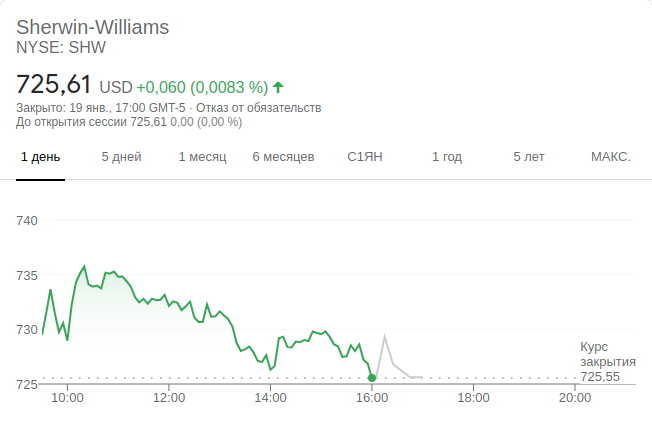 Sherwin-Williams
NYSE: SHW
725,61 USD +0,060 (0,0083 %)
Закрыто: 19 янв., 17:00 GMT-5 · Отказ от обязательств
До открытия сессии 725,61 0,00 (0,00 %)
1 день 5 дней 1 месяц 6 месяцев С1ЯН 1 год 5 лет МАКС.
740
735
730
Курс
закрытия
725,55
725
10:00 12:00 14:00 16:00 18:00 20:00